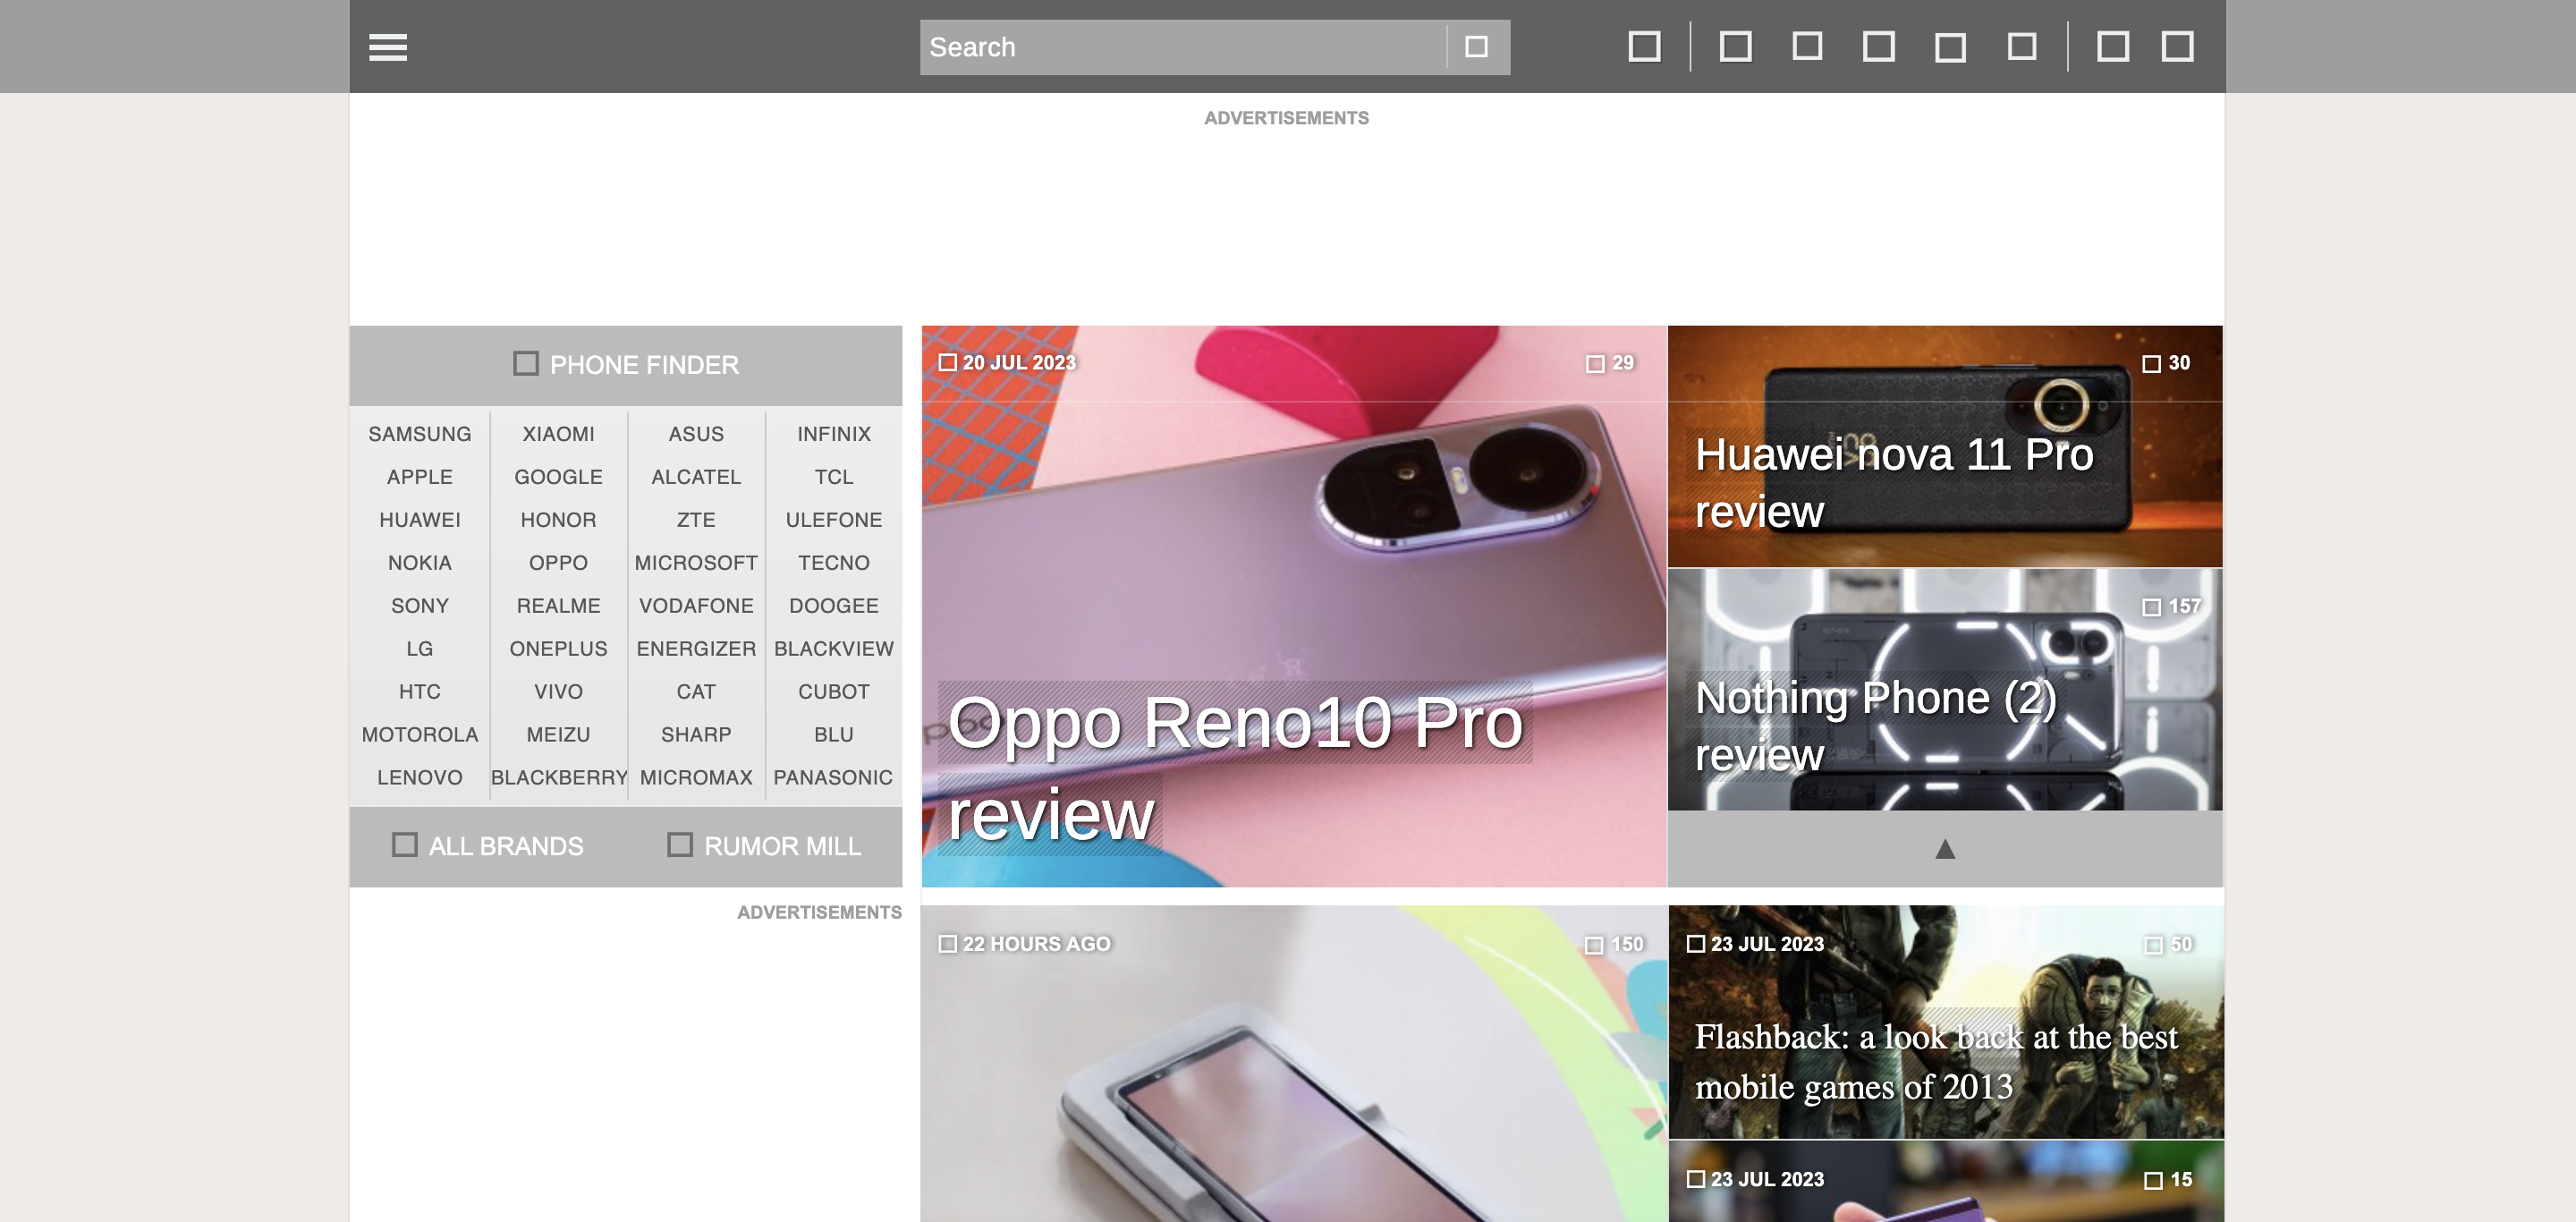 Search
ADVERTISEMENTS
PHONE FINDER
SAMSUNG XIAOMI ASUS INFINIX
APPLE GOOGLE ALCATEL TCL
HUAWEI HONOR ZTE ULEFONE
NOKIA OPPO MICROSOFT TECNO
SONY REALME VODAFONE DOOGEE
LG ONEPLUS ENERGIZER BLACKVIEW
HTC VIVO CAT CUBOT
MOTOROLA MEIZU SHARP BLU
LENOVO BLACKBERRY MICROMAX PANASONIC
ALL BRANDS RUMOR MILL
ADVERTISEMENTS
20 JUL 2023 29
Oppo Reno10 Pro
review
30
Huawei nova 11 Pro
review
157
Nothing Phone (2)
review
22 HOURS AGO 150
23 JUL 2023 50
Flashback: a look back at the best
mobile games of 2013
23 JUL 2023 15